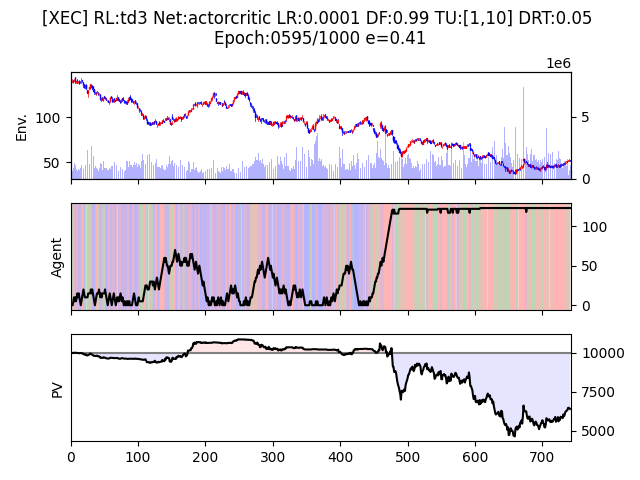 [XEC] RL:td3 Net:actorcritic LR:0.0001 DF:0.99 TU:[1,10] DRT:0.05
Epoch:0595/1000 e=0.41
1e6
Env.
100
50
5
0
Agent
100
50
0
PV
10000
7500
5000
0 100 200 300 400 500 600 700